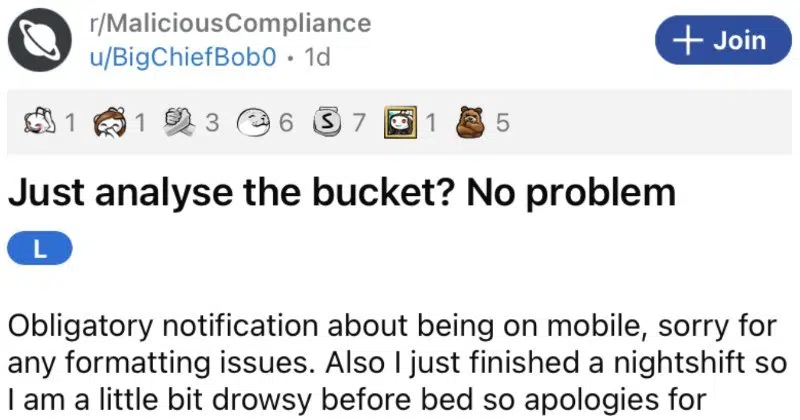 r/MaliciousCompliance
u/BigChiefBob0 • 1d
+ Join
1 1 3 6 S 7 1 5
Just analyse the bucket? No problem
L
Obligatory notification about being on mobile, sorry for
any formatting issues. Also I just finished a nightshift so
I am a little bit drowsy before bed so apologies for